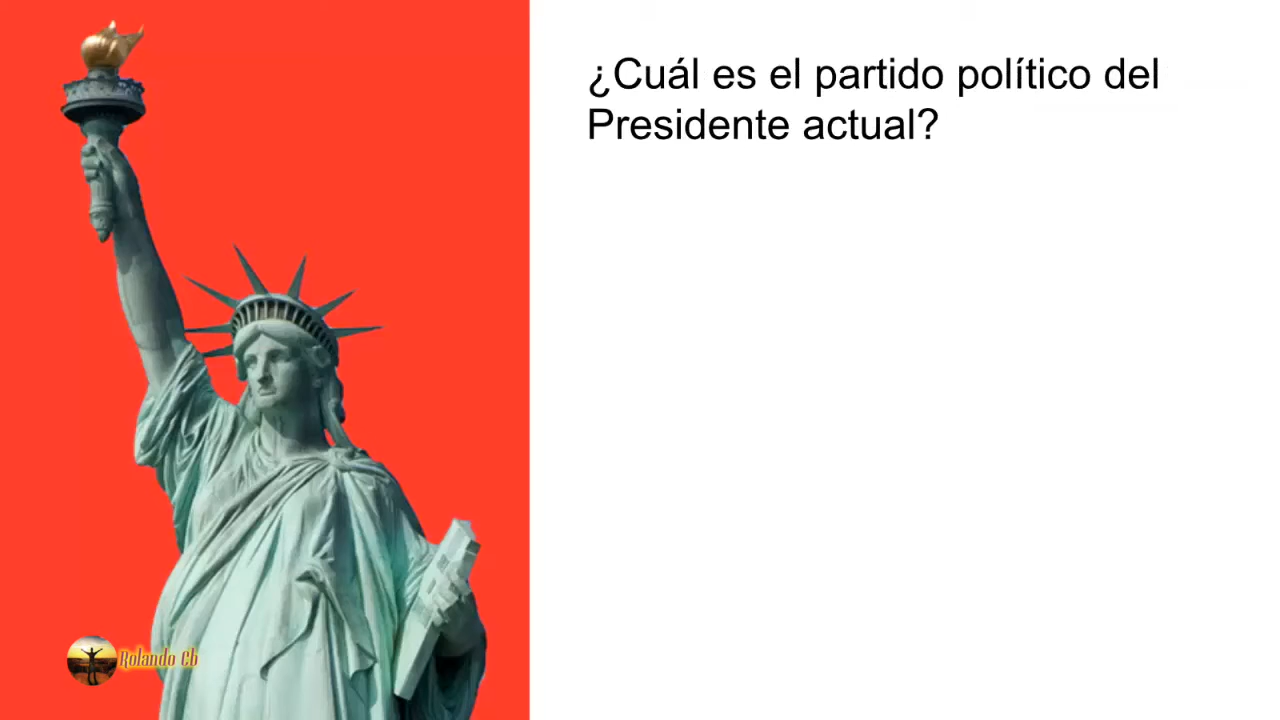 ¿Cuál es el partido político del
Presidente actual?
Rolando Cb